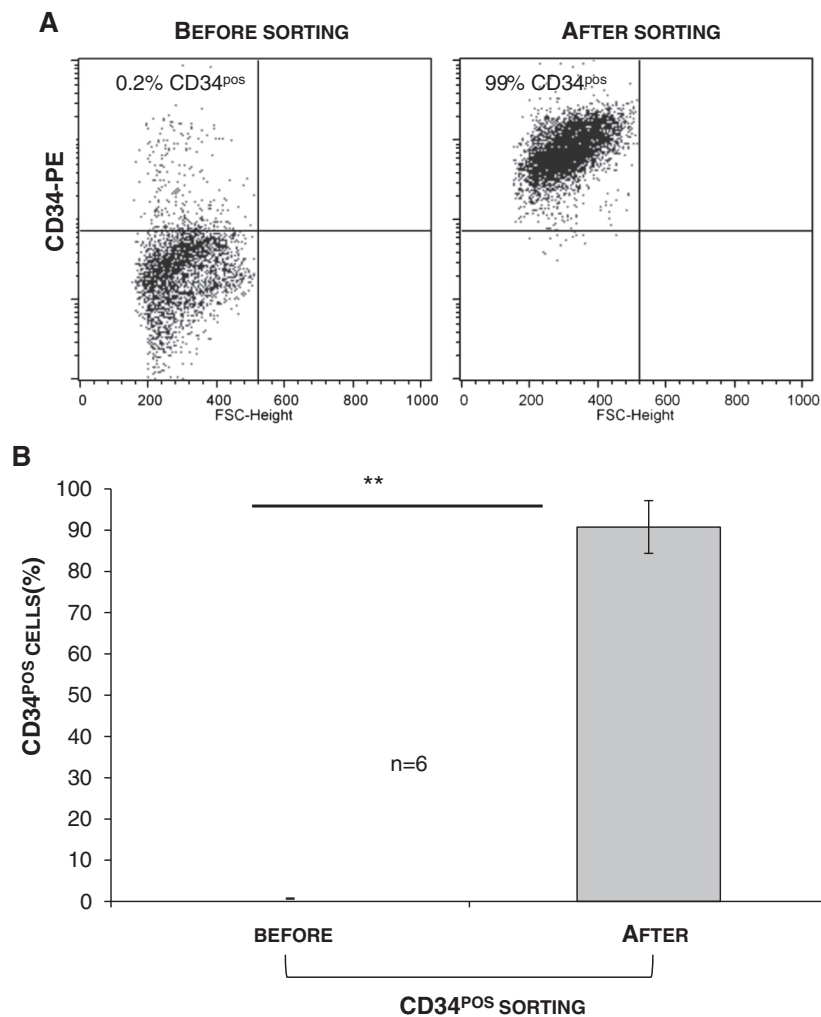 A
BEFORE SORTING
AFTER SORTING
0.2% CD34pos
99% CD34pos
CD34-PE
0 200 400 600 800 1000
FSC-Height
0 200 400 600 800 1000
FSC-Height
B
**
100
90
80
70
60
50
40
30
20
10
0
CD34POS CELLS(%)
n=6
BEFORE
AFTER
CD34POS SORTING